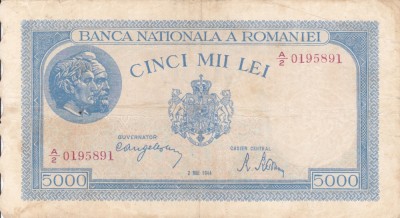 BANCA NATIONALA A ROMANIEI
A/2 0195891
CINCI MII LEI
GUVERNATOR
CASIER CENTRAL
A/2 0195891
5000
5000